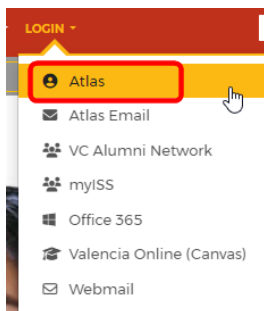 LOGIN
Atlas
Atlas Email
VC Alumni Network
myISS
Office 365
Valencia Online (Canvas)
Webmail